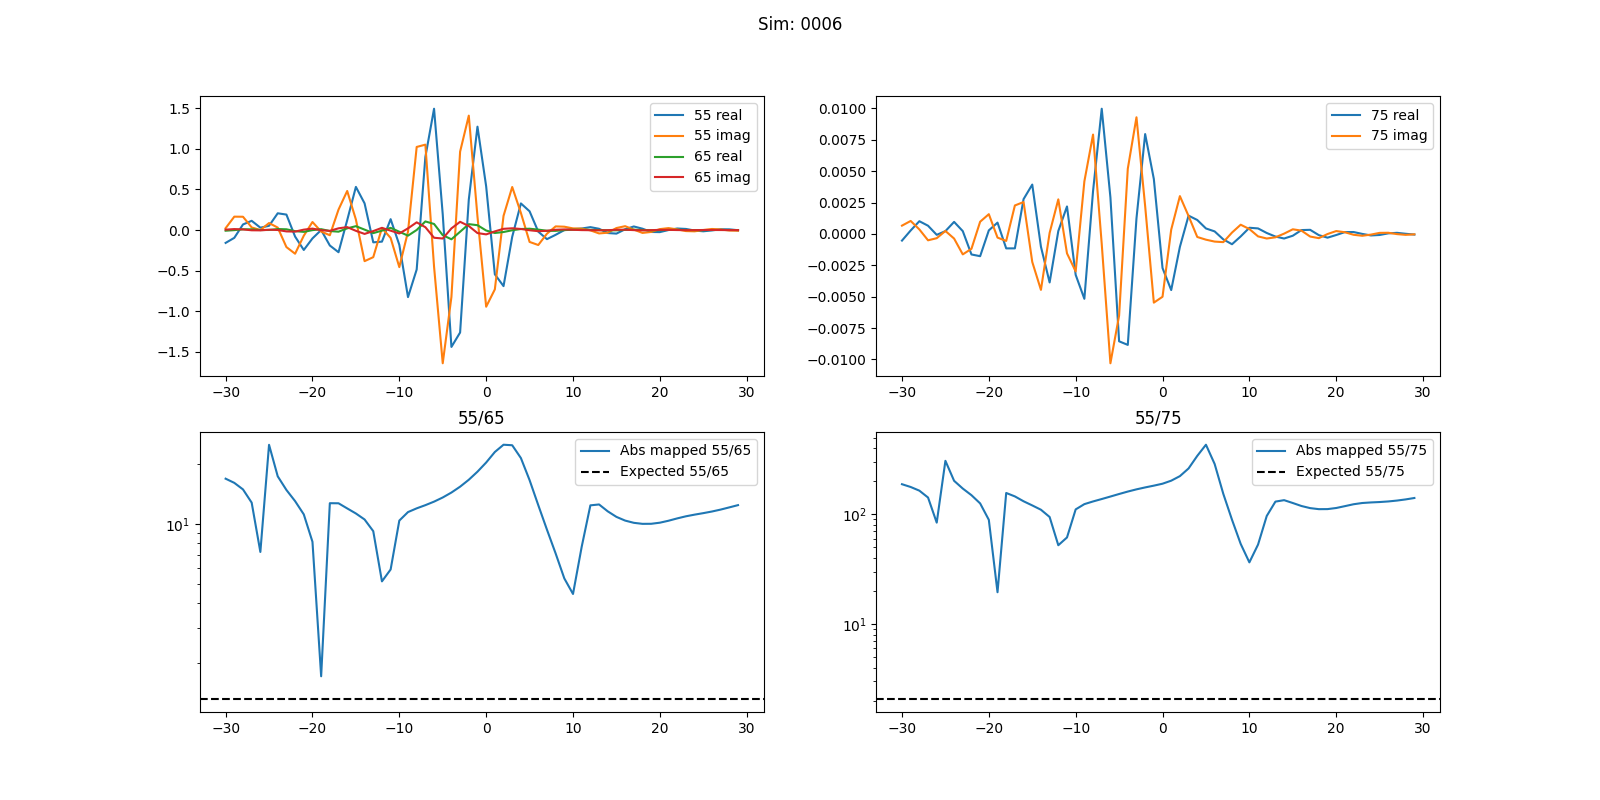 Sim: 0006
1.5
1.0
0.5
0.0
−0.5
−1.0
−1.5
−30 −20 −10 0 10 20 30
55 real
55 imag
65 real
65 imag
0.0100
0.0075
0.0050
0.0025
0.0000
−0.0025
−0.0050
−0.0075
−0.0100
−30 −20 −10 0 10 20 30
75 real
75 imag
55/65
10¹
−30 −20 −10 0 10 20 30
Abs mapped 55/65
Expected 55/65
55/75
10²
10¹
−30 −20 −10 0 10 20 30
Abs mapped 55/75
Expected 55/75